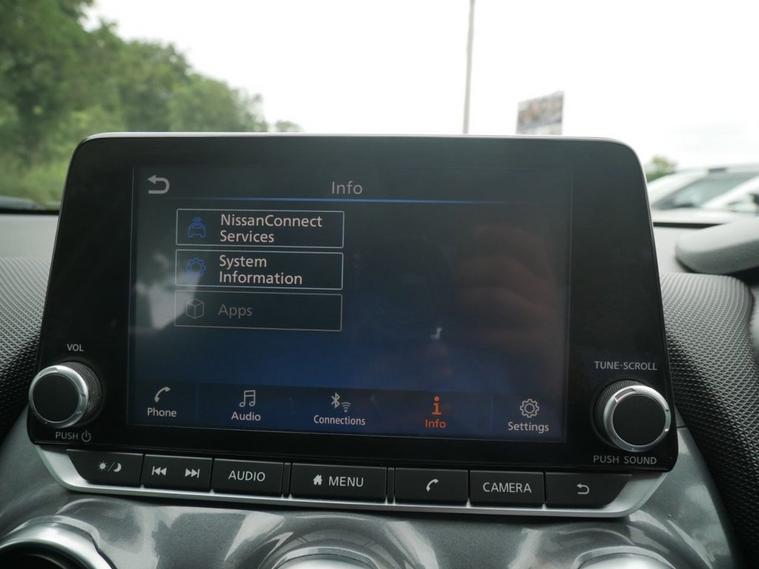 Info
NissanConnect
Services
System
Information
Apps
VOL
PUSH
TUNE·SCROLL
PUSH SOUND
Phone
Audio
Connections
Info
Settings
AUDIO
MENU
CAMERA